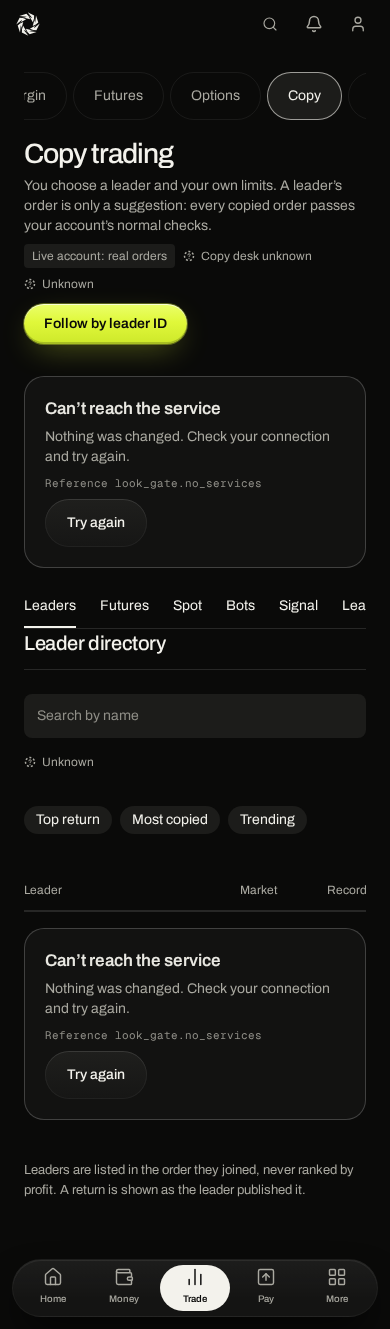 rgin Futures Options Copy
Copy trading
You choose a leader and your own limits. A leader’s
order is only a suggestion: every copied order passes
your account’s normal checks.
Live account: real orders Copy desk unknown
Unknown
Follow by leader ID
Can’t reach the service
Nothing was changed. Check your connection
and try again.
Reference look_gate.no_services
Try again
Leaders Futures Spot Bots Signal Lea
Leader directory
Search by name
Unknown
Top return Most copied Trending
Leader Market Record
Can’t reach the service
Nothing was changed. Check your connection
and try again.
Reference look_gate.no_services
Try again
Leaders are listed in the order they joined, never ranked by
profit. A return is shown as the leader published it.
Home Money Trade Pay More